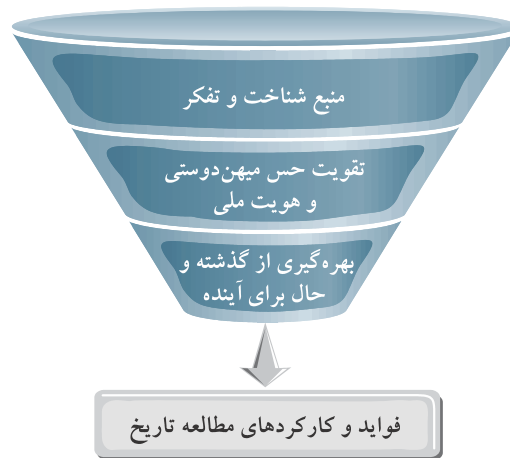 منبع شناخت و تفکر
تقویت حس میهن‌دوستی
و هویت ملی
بهره‌گیری از گذشته و
حال برای آینده
فواید و کارکردهای مطالعه تاریخ